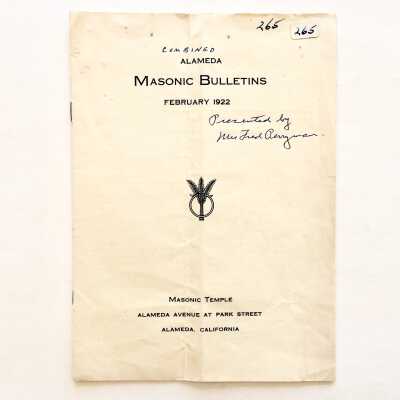 265
265
COMBINED
ALAMEDA
MASONIC BULLETINS
FEBRUARY 1922
Presented by
Mrs Fred Perryman.
MASONIC TEMPLE
ALAMEDA AVENUE AT PARK STREET
ALAMEDA, CALIFORNIA